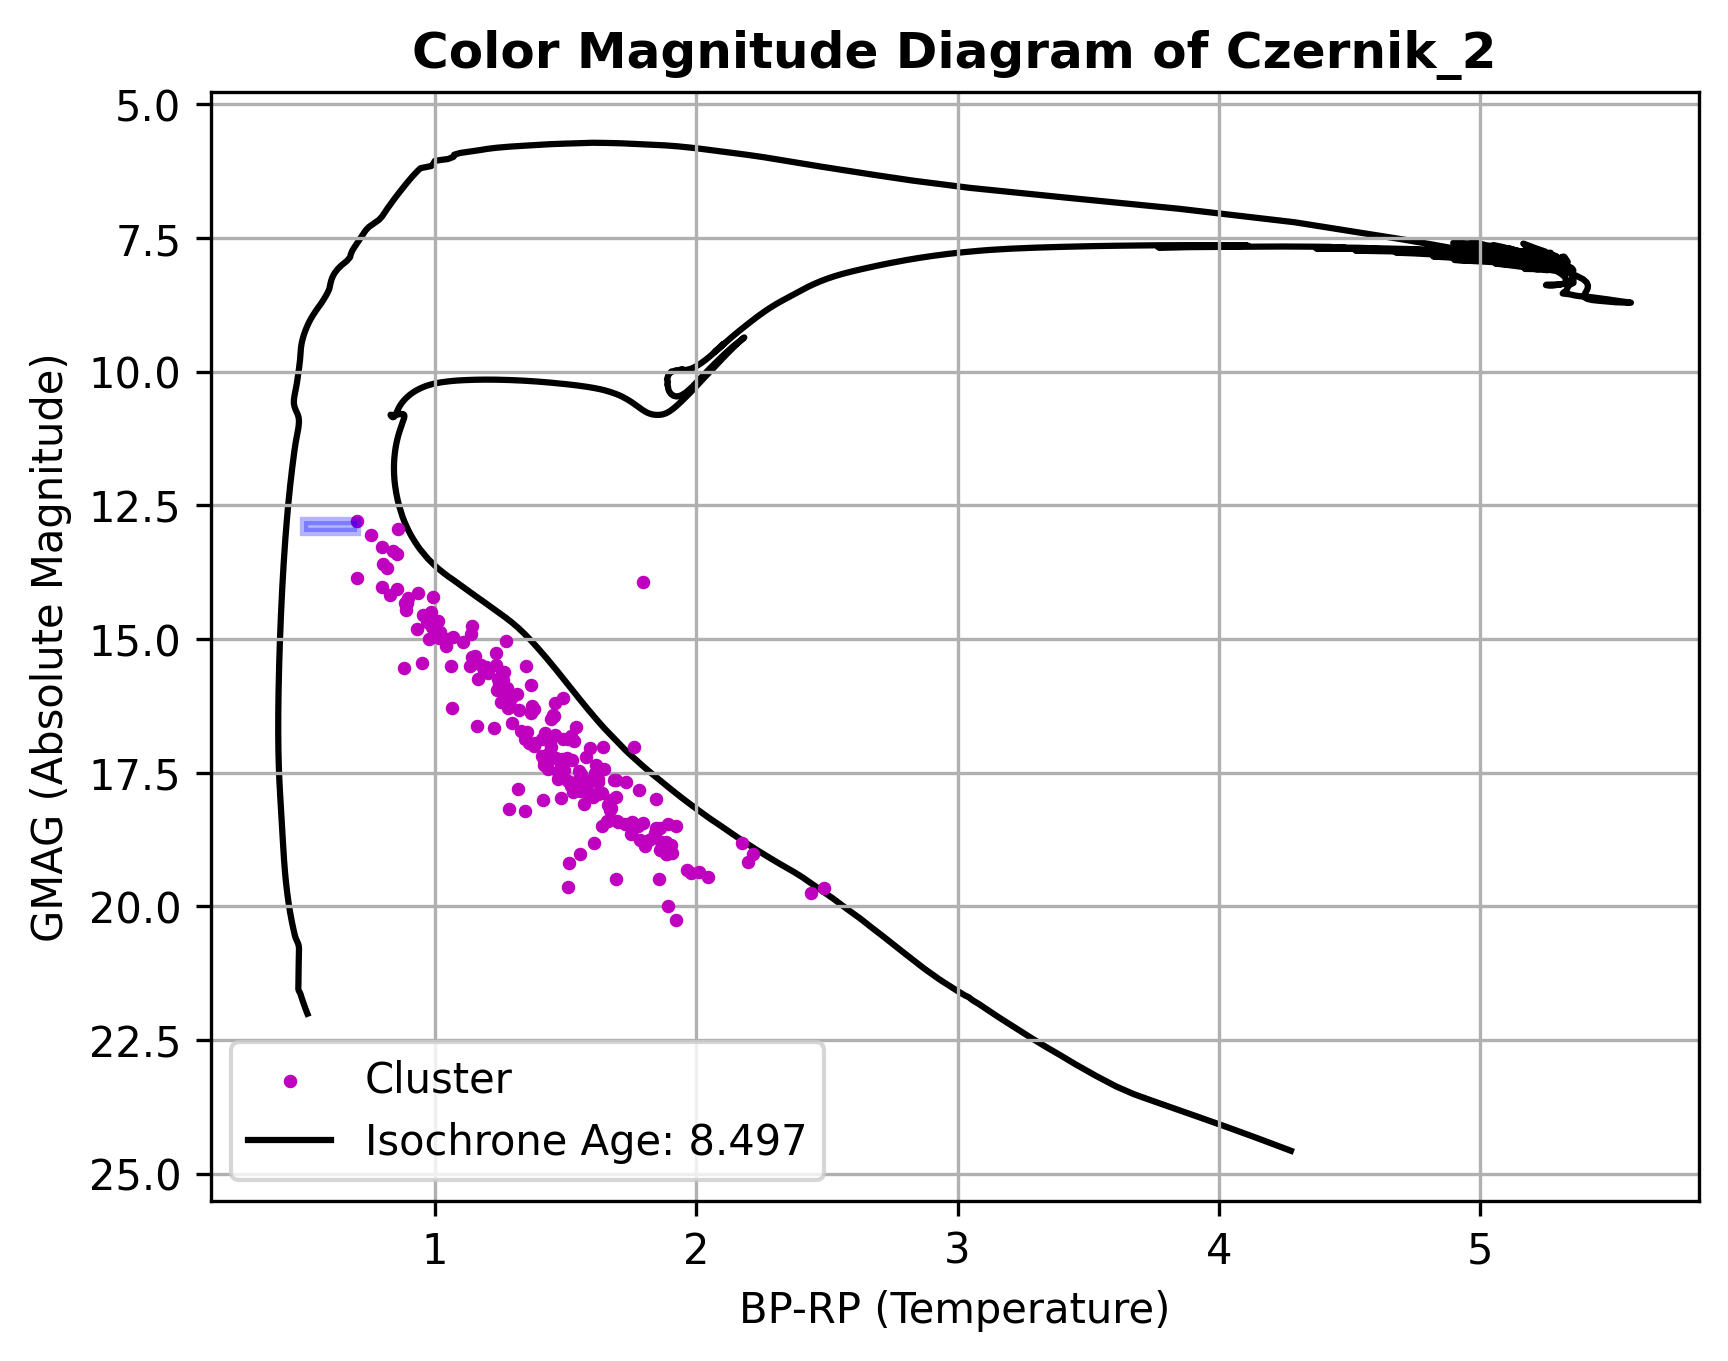 Color Magnitude Diagram of Czernik_2
GMAG (Absolute Magnitude)
5.0
7.5
10.0
12.5
15.0
17.5
20.0
22.5
25.0
Cluster
Isochrone Age: 8.497
1 2 3 4 5
BP-RP (Temperature)